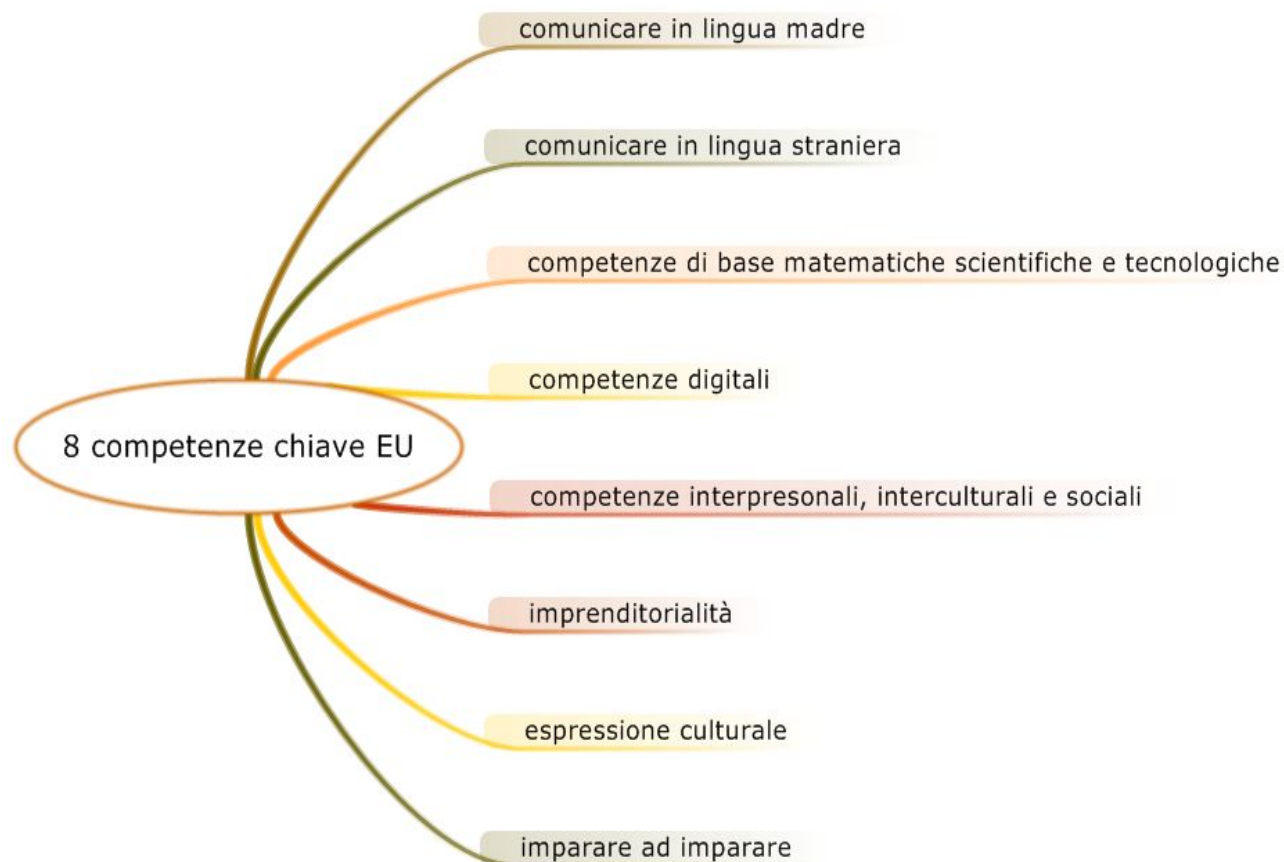 comunicare in lingua madre
comunicare in lingua straniera
competenze di base matematiche scientifiche e tecnologiche
competenze digitali
8 competenze chiave EU
competenze interpresonali, interculturali e sociali
imprenditorialità
espressione culturale
imparare ad imparare